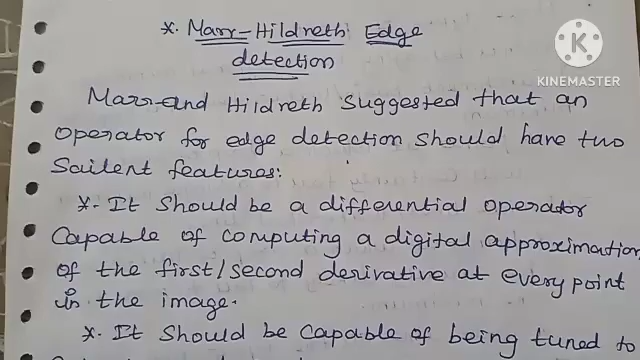 *. Marr-Hildreth Edge
detection
KINEMASTER
Marr and Hildreth suggested that an
operator for edge detection should have two
Sailent features:
*. It should be a differential operator
Capable of computing a digital approximation
of the first/second derivative at every point
in the image.
*. It should be capable of being tuned to